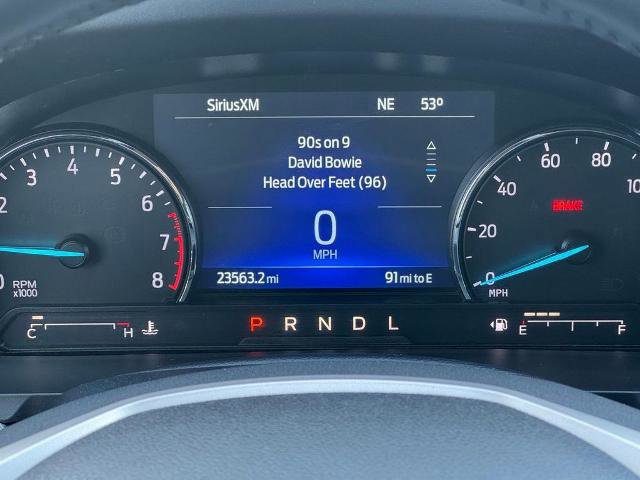 SiriusXM NE 53°
90s on 9
David Bowie
Head Over Feet (96)
0
MPH
23563.2 mi 91 mi to E
2 3 4 5 6 7 8
RPM
x1000
0 20 40 60 80
BRAKE
MPH
C H
P R N D L
E F